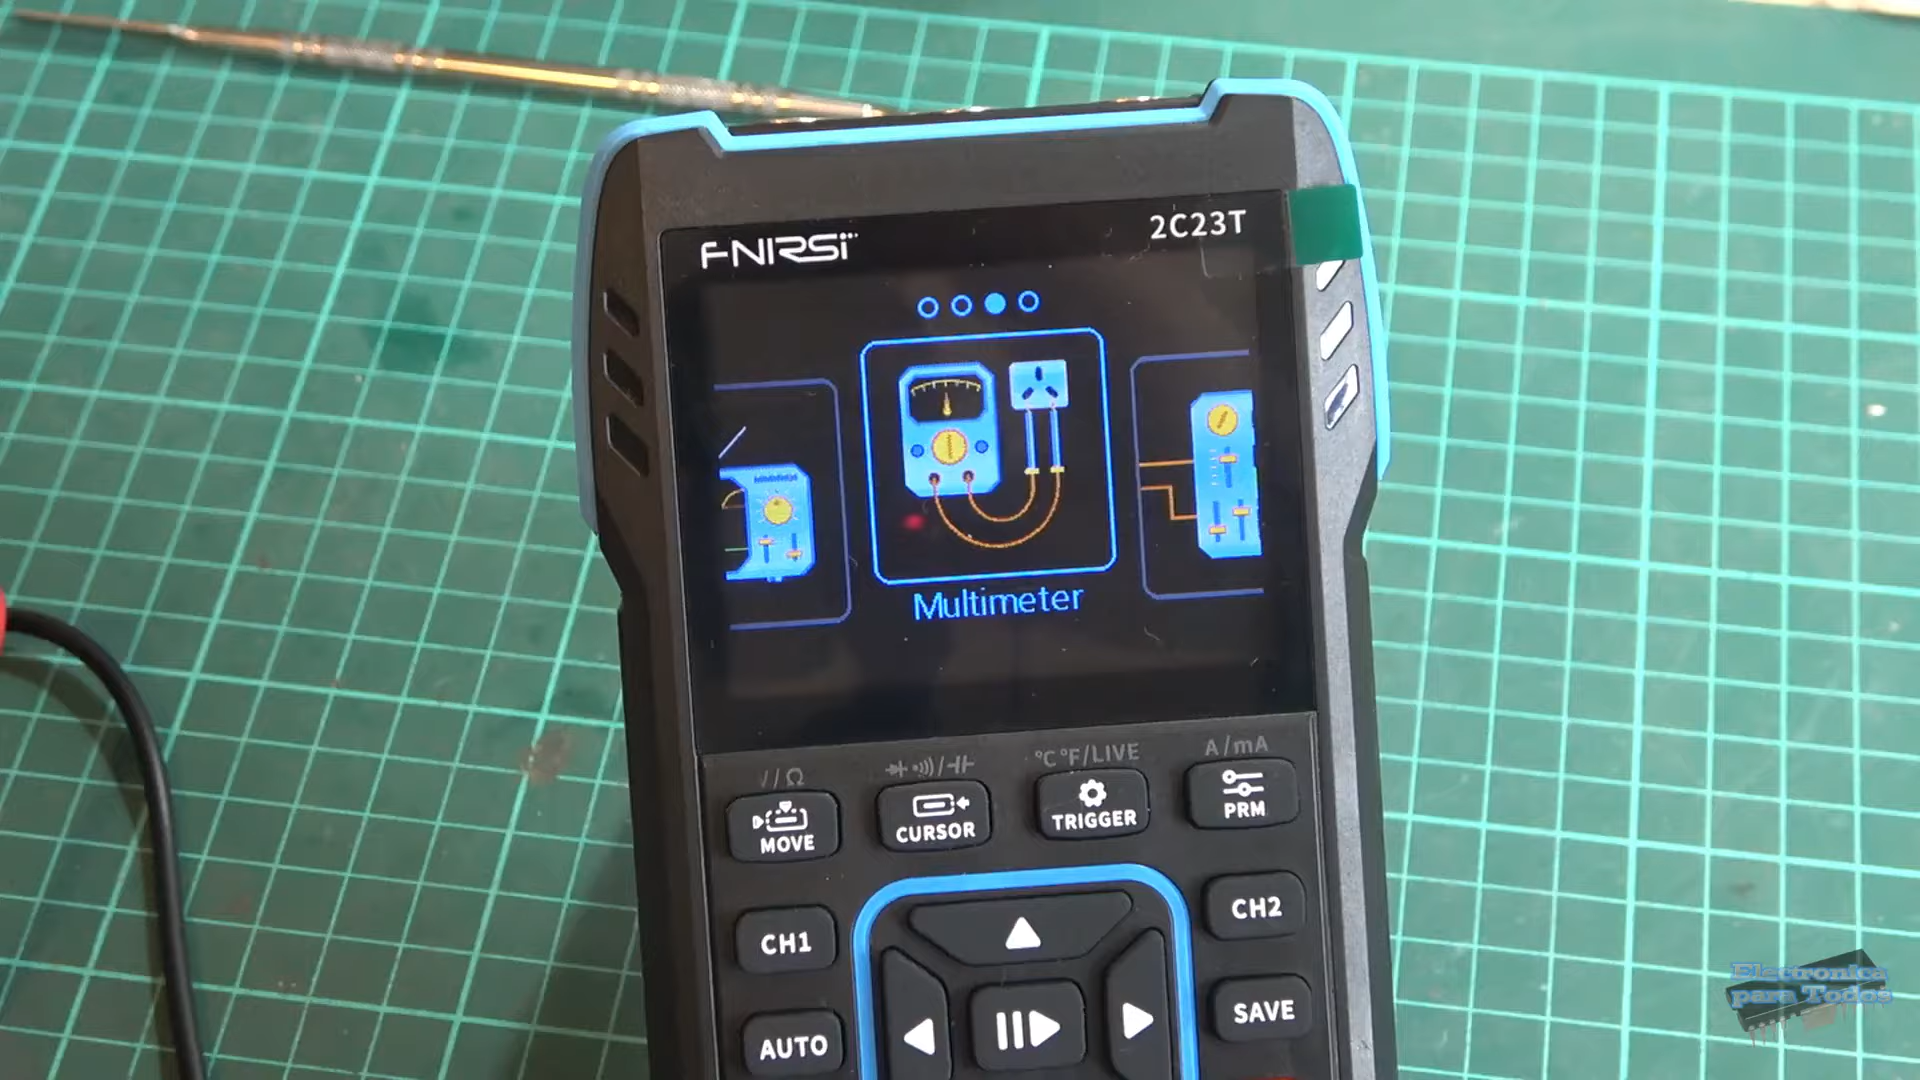 FNIRSI
2C23T
Multimeter
V/Ω
°C °F/LIVE
A/mA
MOVE
CURSOR
TRIGGER
PRM
CH1
CH2
AUTO
SAVE
Electronica
para Todos